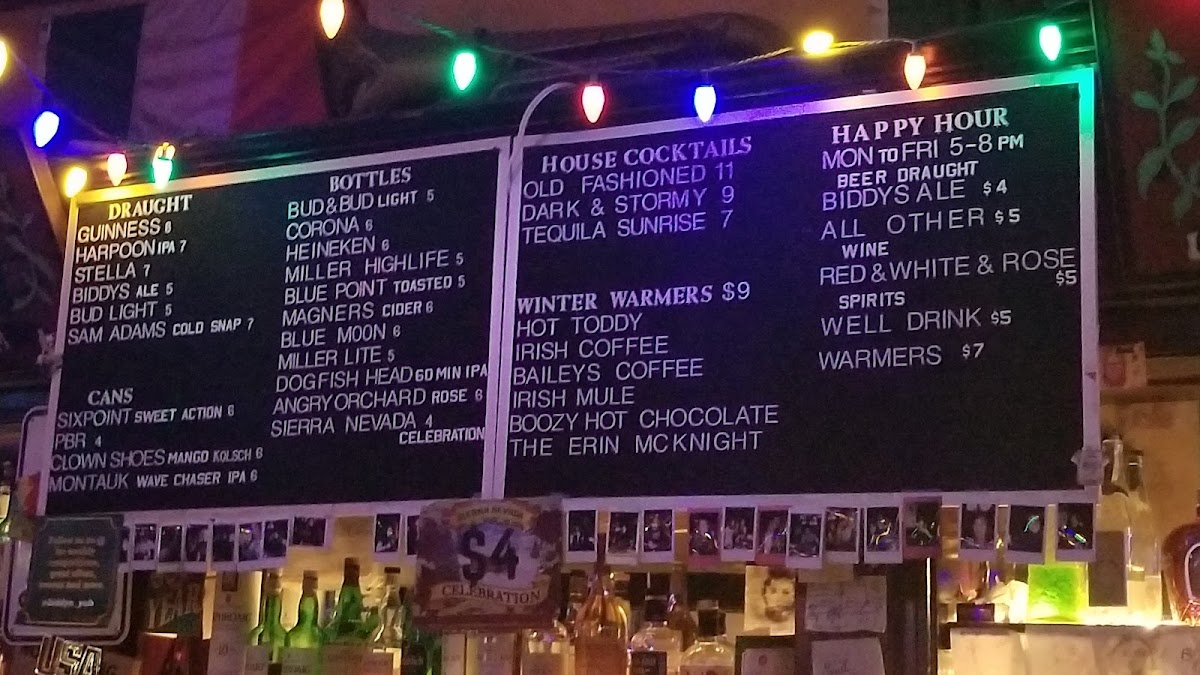 DRAUGHT
GUINNESS 6
HARPOON IPA 7
STELLA 7
BIDDYS ALE 5
BUD LIGHT 5
SAM ADAMS COLD SNAP 7
CANS
SIXPOINT SWEET ACTION 6
PBR 4
CLOWN SHOES MANGO KOLSCH 6
MONTAUK WAVE CHASER IPA 6
BOTTLES
BUD & BUD LIGHT 5
CORONA 6
HEINEKEN 6
MILLER HIGHLIFE 5
BLUE POINT TOASTED 5
MAGNERS CIDER 6
BLUE MOON 6
MILLER LITE 5
DOGFISH HEAD 60 MIN IPA
ANGRY ORCHARD ROSE 6
SIERRA NEVADA 4
CELEBRATION
HOUSE COCKTAILS
OLD FASHIONED 11
DARK & STORMY 9
TEQUILA SUNRISE 7
WINTER WARMERS $9
HOT TODDY
IRISH COFFEE
BAILEYS COFFEE
IRISH MULE
BOOZY HOT CHOCOLATE
THE ERIN MCKNIGHT
HAPPY HOUR
MON TO FRI 5-8 PM
BEER DRAUGHT
BIDDYS ALE $4
ALL OTHER $5
WINE
RED & WHITE & ROSE
$5
SPIRITS
WELL DRINK $5
WARMERS $7
SIERRA NEVADA
$4
CELEBRATION
Follow us @
USA